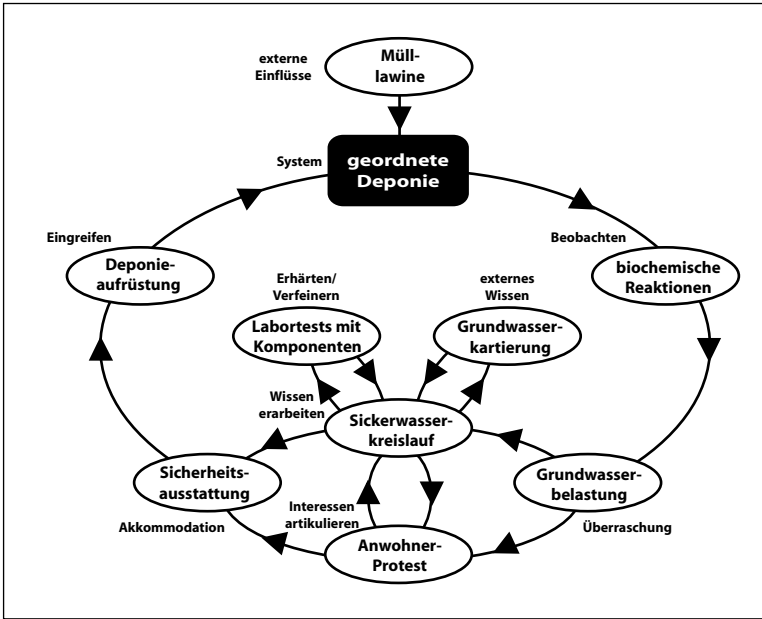 externe
Einflüsse
Müll-
lawine
System
geordnete
Deponie
Eingreifen
Deponie-
aufrüstung
Beobachten
biochemische
Reaktionen
Erhärten/
Verfeinern
Labortests mit
Komponenten
externes
Wissen
Grundwasser-
kartierung
Wissen
erarbeiten
Sickerwasser-
kreislauf
Sicherheits-
ausstattung
Akkommodation
Grundwasser-
belastung
Überraschung
Interessen
artikulieren
Anwohner-
Protest